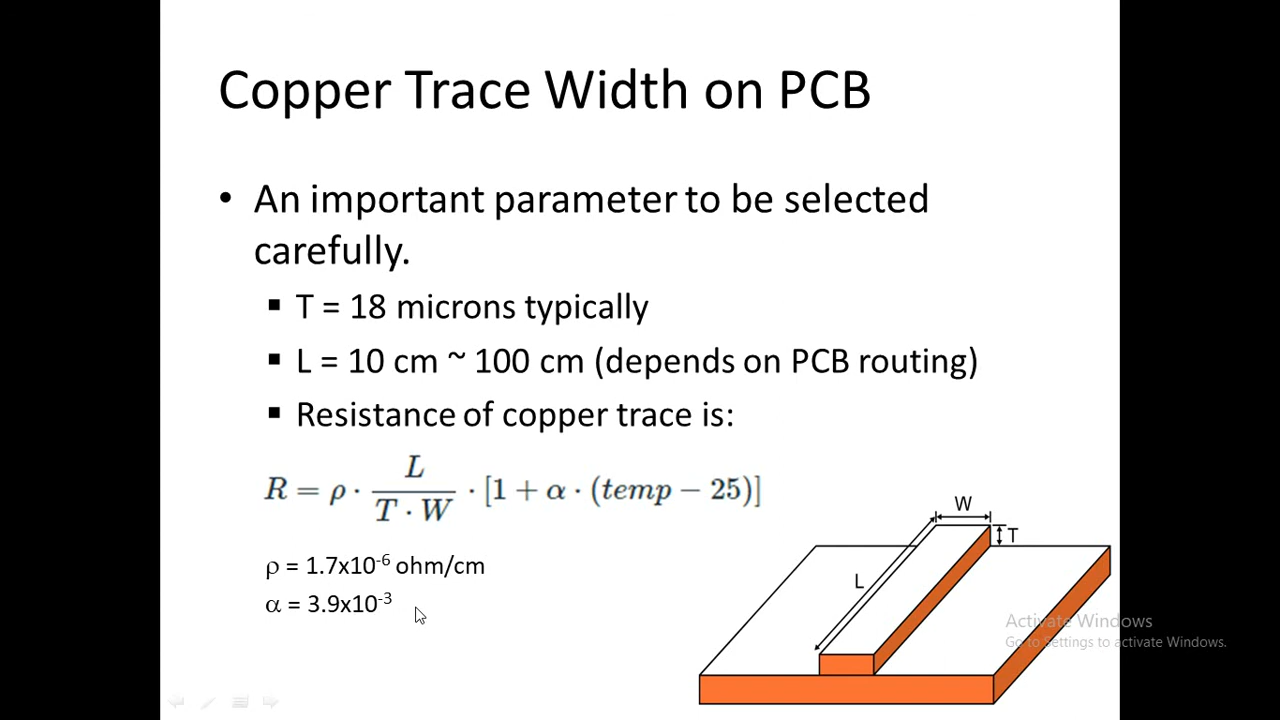 Copper Trace Width on PCB
• An important parameter to be selected
carefully.
▪ T = 18 microns typically
▪ L = 10 cm ~ 100 cm (depends on PCB routing)
▪ Resistance of copper trace is:
R = ρ · L / (T · W) · [1 + α · (temp − 25)]
ρ = 1.7x10⁻⁶ ohm/cm
α = 3.9x10⁻³
W
T
L
Activate Windows
Go to Settings to activate Windows.